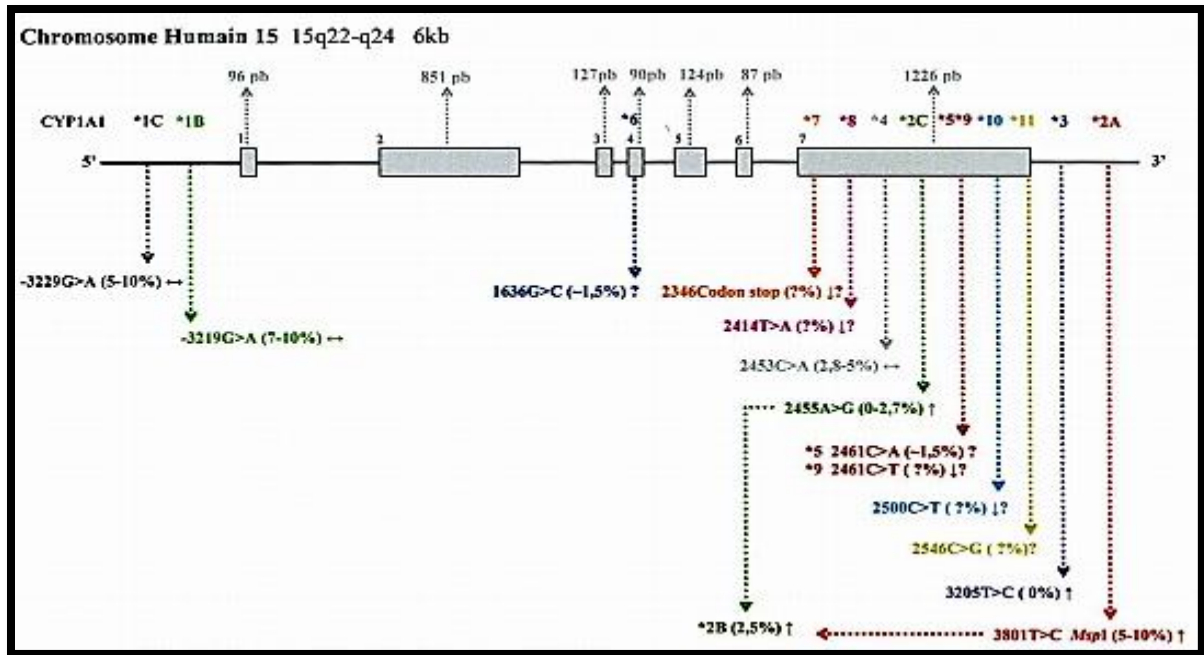 Chromosome Humain 15 15q22-q24 6kb
96 pb 851 pb 127pb 90pb 124pb 87 pb 1226 pb
CYP1A1 *1C *1B *6 *7 *8 *4 *2C *5 *9 *10 *11 *3 *2A
1 2 3 4 5 6 7
5' 3'
-3229G>A (5-10%) ↔
1636G>C (~1,5%) ? 2346Codon stop (?%) ↓?
2414T>A (?%) ↓?
-3219G>A (7-10%) ↔
2453C>A (2,8-5%) ↔
2455A>G (0-2,7%) ↑
*5 2461C>A (~1,5%) ?
*9 2461C>T ( ?%) ↓?
2500C>T ( ?%) ↓?
2546C>G ( ?%)?
3205T>C ( 0%) ↑
*2B (2,5%) ↑ 3801T>C MspI (5-10%) ↑